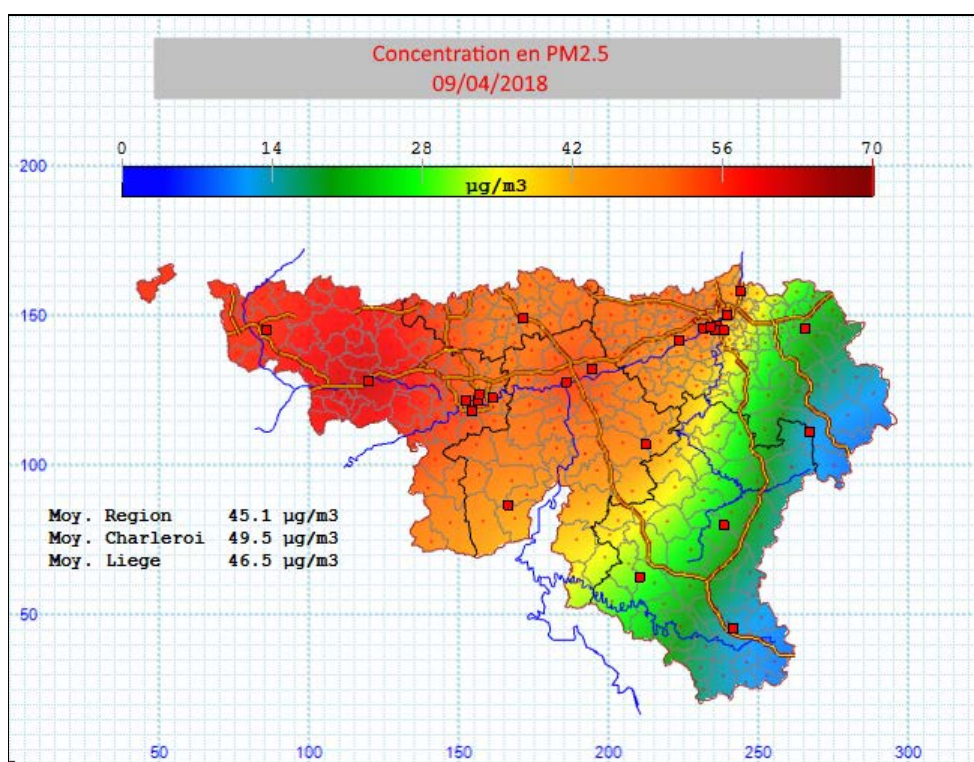 Concentration en PM2.5
09/04/2018
0 14 28 42 56 70
µg/m3
200
150
100
50
Moy. Region 45.1 µg/m3
Moy. Charleroi 49.5 µg/m3
Moy. Liege 46.5 µg/m3
50 100 150 200 250 300